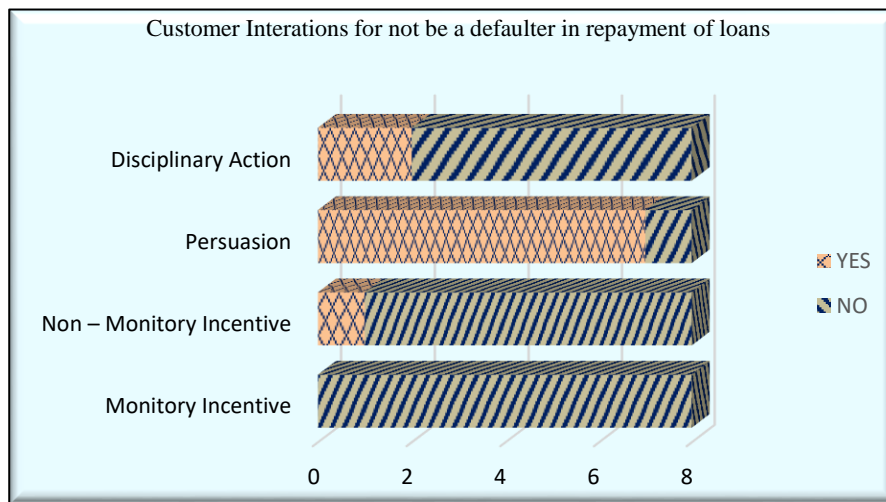 Customer Interations for not be a defaulter in repayment of loans
Disciplinary Action
Persuasion
Non – Monitory Incentive
Monitory Incentive
0 2 4 6 8
YES
NO